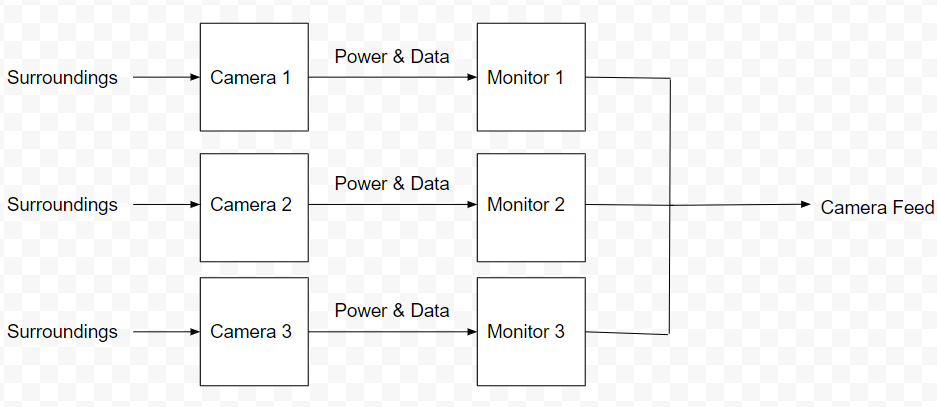 Power & Data
Surroundings
Camera 1
Monitor 1
Power & Data
Surroundings
Camera 2
Monitor 2
Camera Feed
Power & Data
Surroundings
Camera 3
Monitor 3